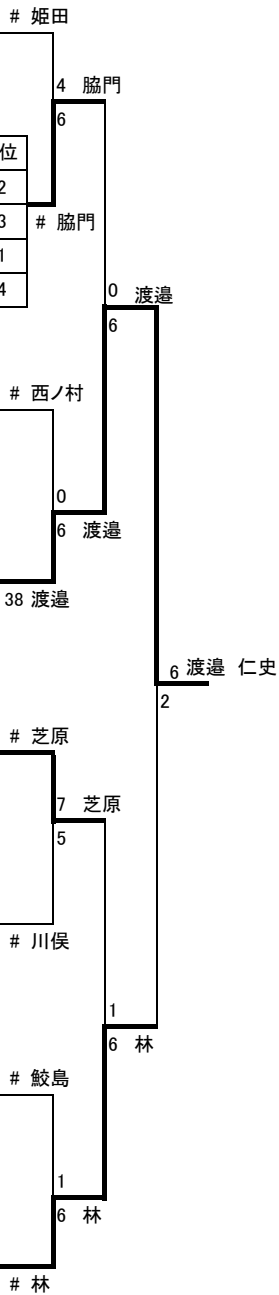 # 姫田
4 脇門
6
位
2
3 # 脇門
1
4
0 渡邉
6
# 西ノ村
0
6 渡邉
38 渡邉
6 渡邉 仁史
2
# 芝原
7 芝原
5
# 川俣
1
6 林
# 鮫島
1
6 林
# 林